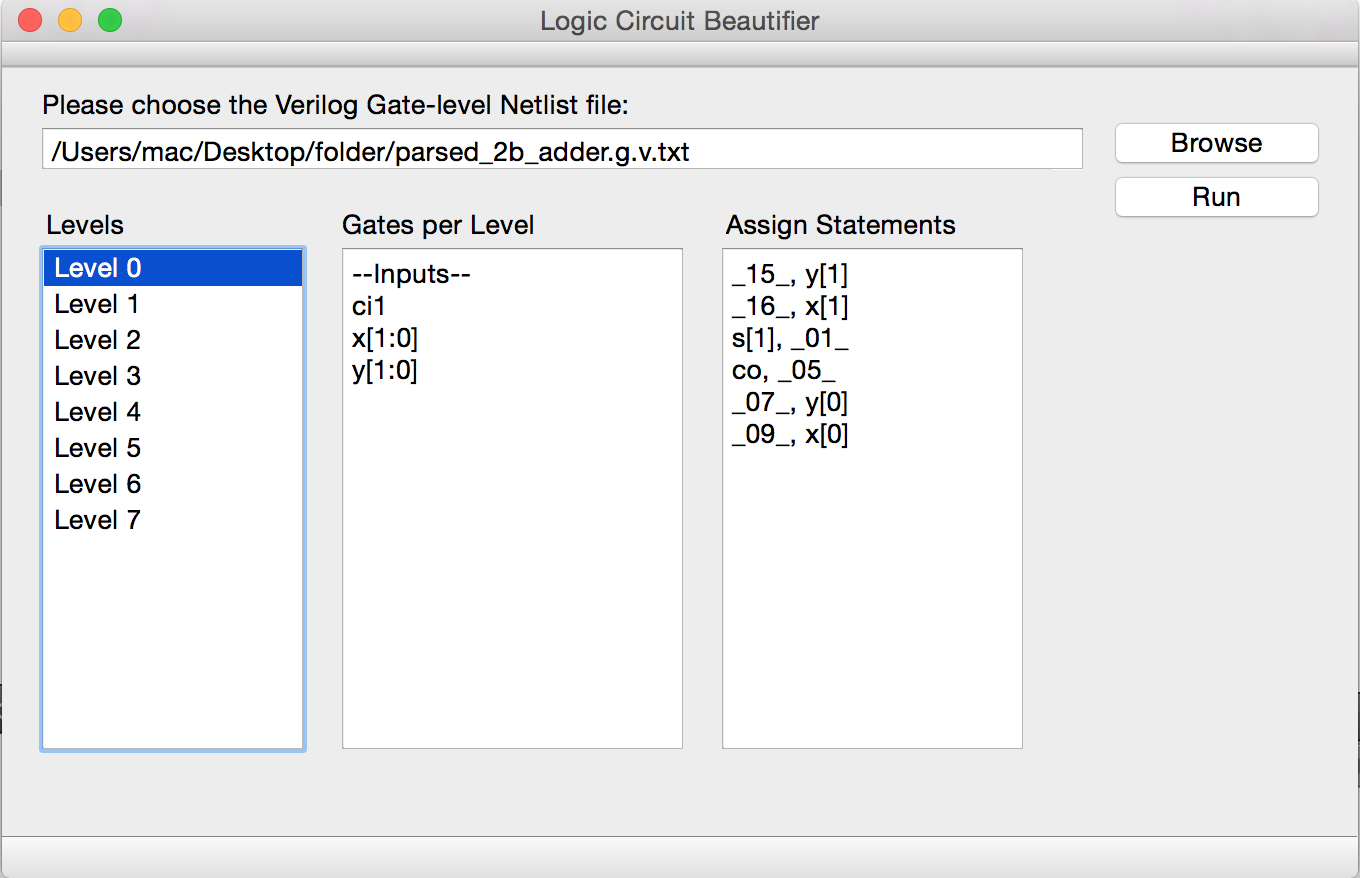 Logic Circuit Beautifier
Please choose the Verilog Gate-level Netlist file:
/Users/mac/Desktop/folder/parsed_2b_adder.g.v.txt
Browse
Run
Levels
Level 0
Level 1
Level 2
Level 3
Level 4
Level 5
Level 6
Level 7
Gates per Level
--Inputs--
ci1
x[1:0]
y[1:0]
Assign Statements
_15_, y[1]
_16_, x[1]
s[1], _01_
co, _05_
_07_, y[0]
_09_, x[0]